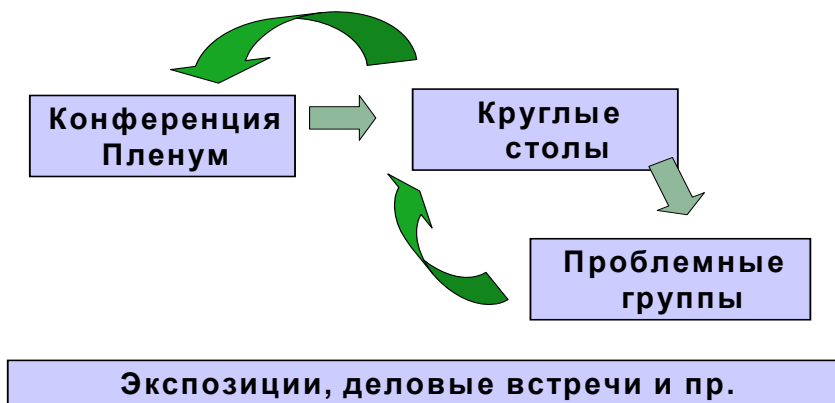 Конференция
Пленум
Круглые
столы
Проблемные
группы
Экспозиции, деловые встречи и пр.